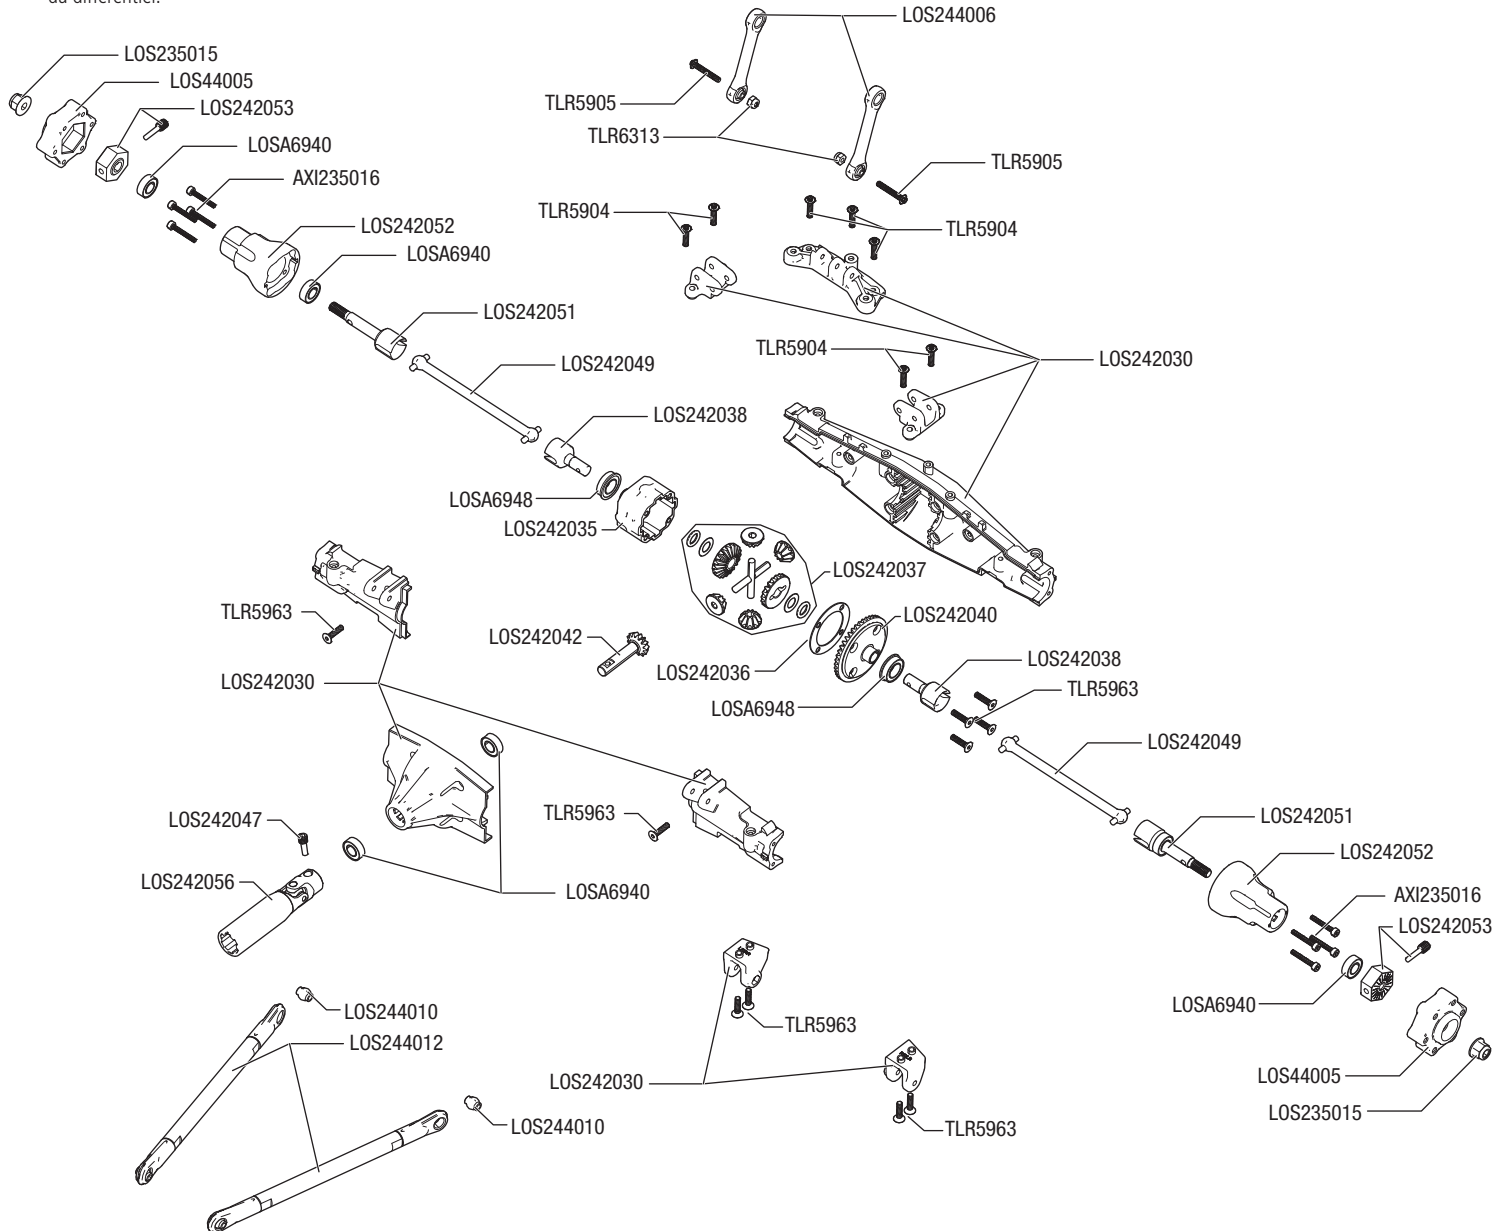 du différentiel.
LOS244006
LOS235015
LOS44005
LOS242053
TLR5905
TLR6313
LOSA6940
TLR5905
AXI235016
TLR5904
LOS242052
TLR5904
LOSA6940
LOS242051
TLR5904
LOS242030
LOS242049
LOS242038
LOSA6948
LOS242035
LOS242037
TLR5963
LOS242042
LOS242040
LOS242036
LOS242038
LOS242030
TLR5963
LOSA6948
LOS242049
TLR5963
LOS242047
LOS242051
LOS242052
LOS242056
LOSA6940
AXI235016
LOS242053
LOSA6940
LOS244010
TLR5963
LOS244012
LOS242030
LOS44005
LOS235015
LOS244010
TLR5963